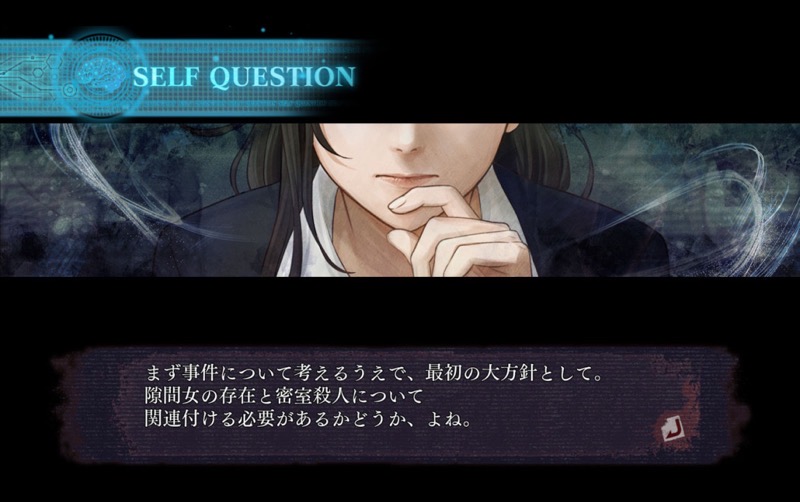 SELF QUESTION
まず事件について考えるうえで、最初の大方針として。
隙間女の存在と密室殺人について
関連付ける必要があるかどうか、よね。